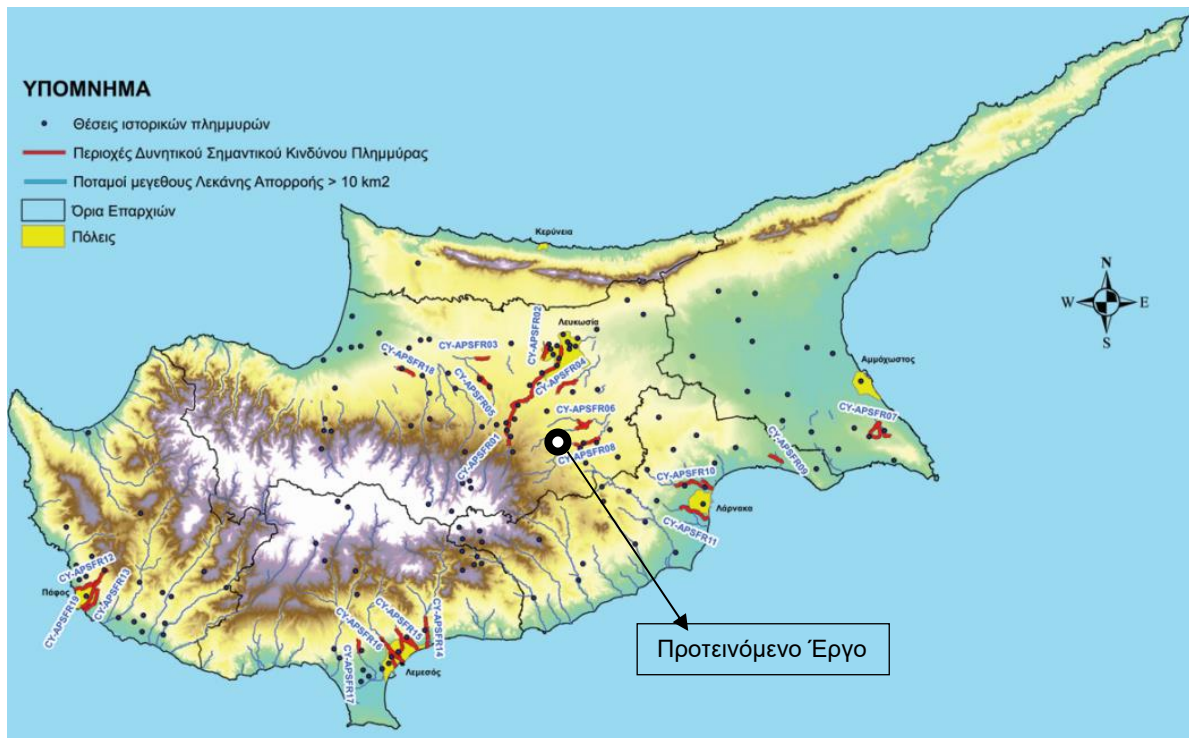 ΥΠΟΜΝΗΜΑ
Θέσεις ιστορικών πλημμυρών
Περιοχές Δυνητικού Σημαντικού Κινδύνου Πλημμύρας
Ποταμοί μεγεθους Λεκάνης Απορροής > 10 km2
Όρια Επαρχιών
Πόλεις
Κερύνεια
N
W E
S
CY-APSFR02
Λευκωσία
CY-APSFR03
CY-APSFR18
CY-APSFR04
CY-APSFR05
Αμμόχωστος
CY-APSFR06
CY-APSFR07
CY-APSFR01
CY-APSFR08
CY-APSFR09
CY-APSFR10
Λάρνακα
CY-APSFR11
CY-APSFR12
Πάφος
CY-APSFR13
CY-APSFR19
CY-APSFR14
CY-APSFR15
CY-APSFR16
CY-APSFR17
Λεμεσός
Προτεινόμενο Έργο